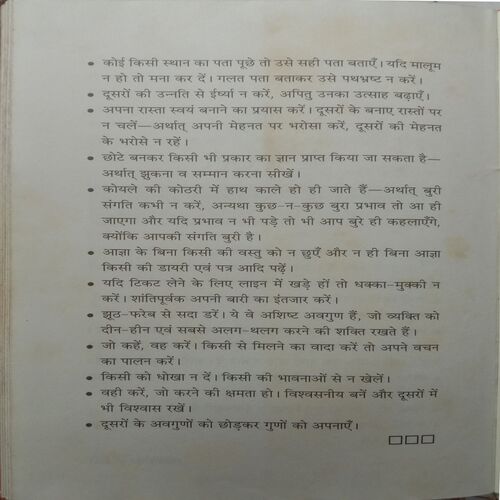 • कोई किसी स्थान का पता पूछे तो उसे सही पता बताएँ। यदि मालूम
न हो तो मना कर दें। गलत पता बताकर उसे पथभ्रष्ट न करें।
• दूसरों की उन्नति से ईर्ष्या न करें, अपितु उनका उत्साह बढ़ाएँ।
• अपना रास्ता स्वयं बनाने का प्रयास करें। दूसरों के बनाए रास्तों पर
न चलें—अर्थात् अपनी मेहनत पर भरोसा करें, दूसरों की मेहनत
के भरोसे न रहें।
• छोटे बनकर किसी भी प्रकार का ज्ञान प्राप्त किया जा सकता है—
अर्थात् झुकना व सम्मान करना सीखें।
• कोयले की कोठरी में हाथ काले हो ही जाते हैं—अर्थात् बुरी
संगति कभी न करें, अन्यथा कुछ-न-कुछ बुरा प्रभाव तो आ ही
जाएगा और यदि प्रभाव न भी पड़े तो भी आप बुरे ही कहलाएँगे,
क्योंकि आपकी संगति बुरी है।
• आज्ञा के बिना किसी की वस्तु को न छुएँ और न ही बिना आज्ञा
किसी की डायरी एवं पत्र आदि पढ़ें।
• यदि टिकट लेने के लिए लाइन में खड़े हों तो धक्का-मुक्की न
करें। शांतिपूर्वक अपनी बारी का इंतजार करें।
• झूठ-फरेब से सदा डरें। ये वे अशिष्ट अवगुण हैं, जो व्यक्ति को
दीन-हीन एवं सबसे अलग-थलग करने की शक्ति रखते हैं।
• जो कहें, वह करें। किसी से मिलने का वादा करें तो अपने वचन
का पालन करें।
• किसी को धोखा न दें। किसी की भावनाओं से न खेलें।
• वही करें, जो करने की क्षमता हो। विश्वसनीय बनें और दूसरों में
भी विश्वास रखें।
• दूसरों के अवगुणों को छोड़कर गुणों को अपनाएँ।